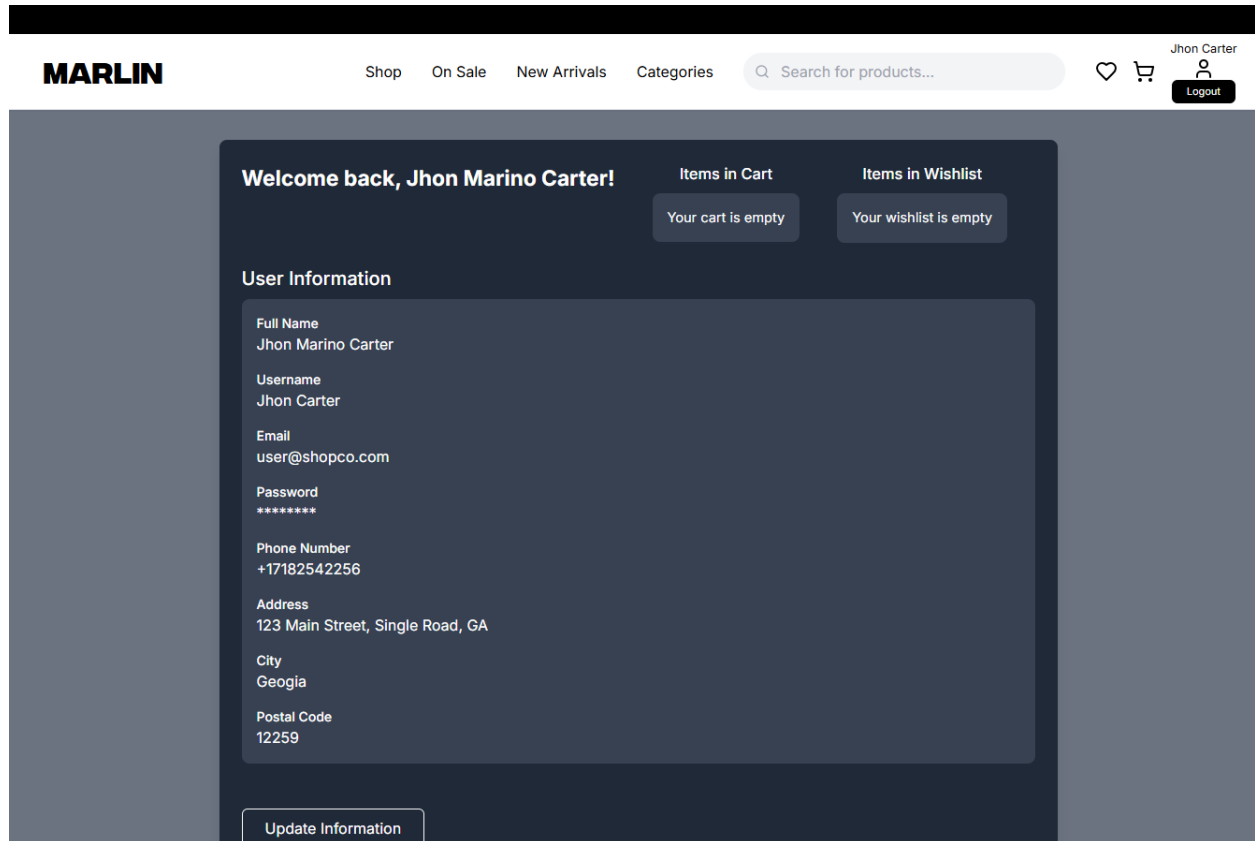 Jhon Carter
MARLIN
Shop
On Sale
New Arrivals
Categories
Search for products...
Logout
Welcome back, Jhon Marino Carter!
Items in Cart
Your cart is empty
Items in Wishlist
Your wishlist is empty
User Information
Full Name
Jhon Marino Carter
Username
Jhon Carter
Email
user@shopco.com
Password
********
Phone Number
+17182542256
Address
123 Main Street, Single Road, GA
City
Geogia
Postal Code
12259
Update Information